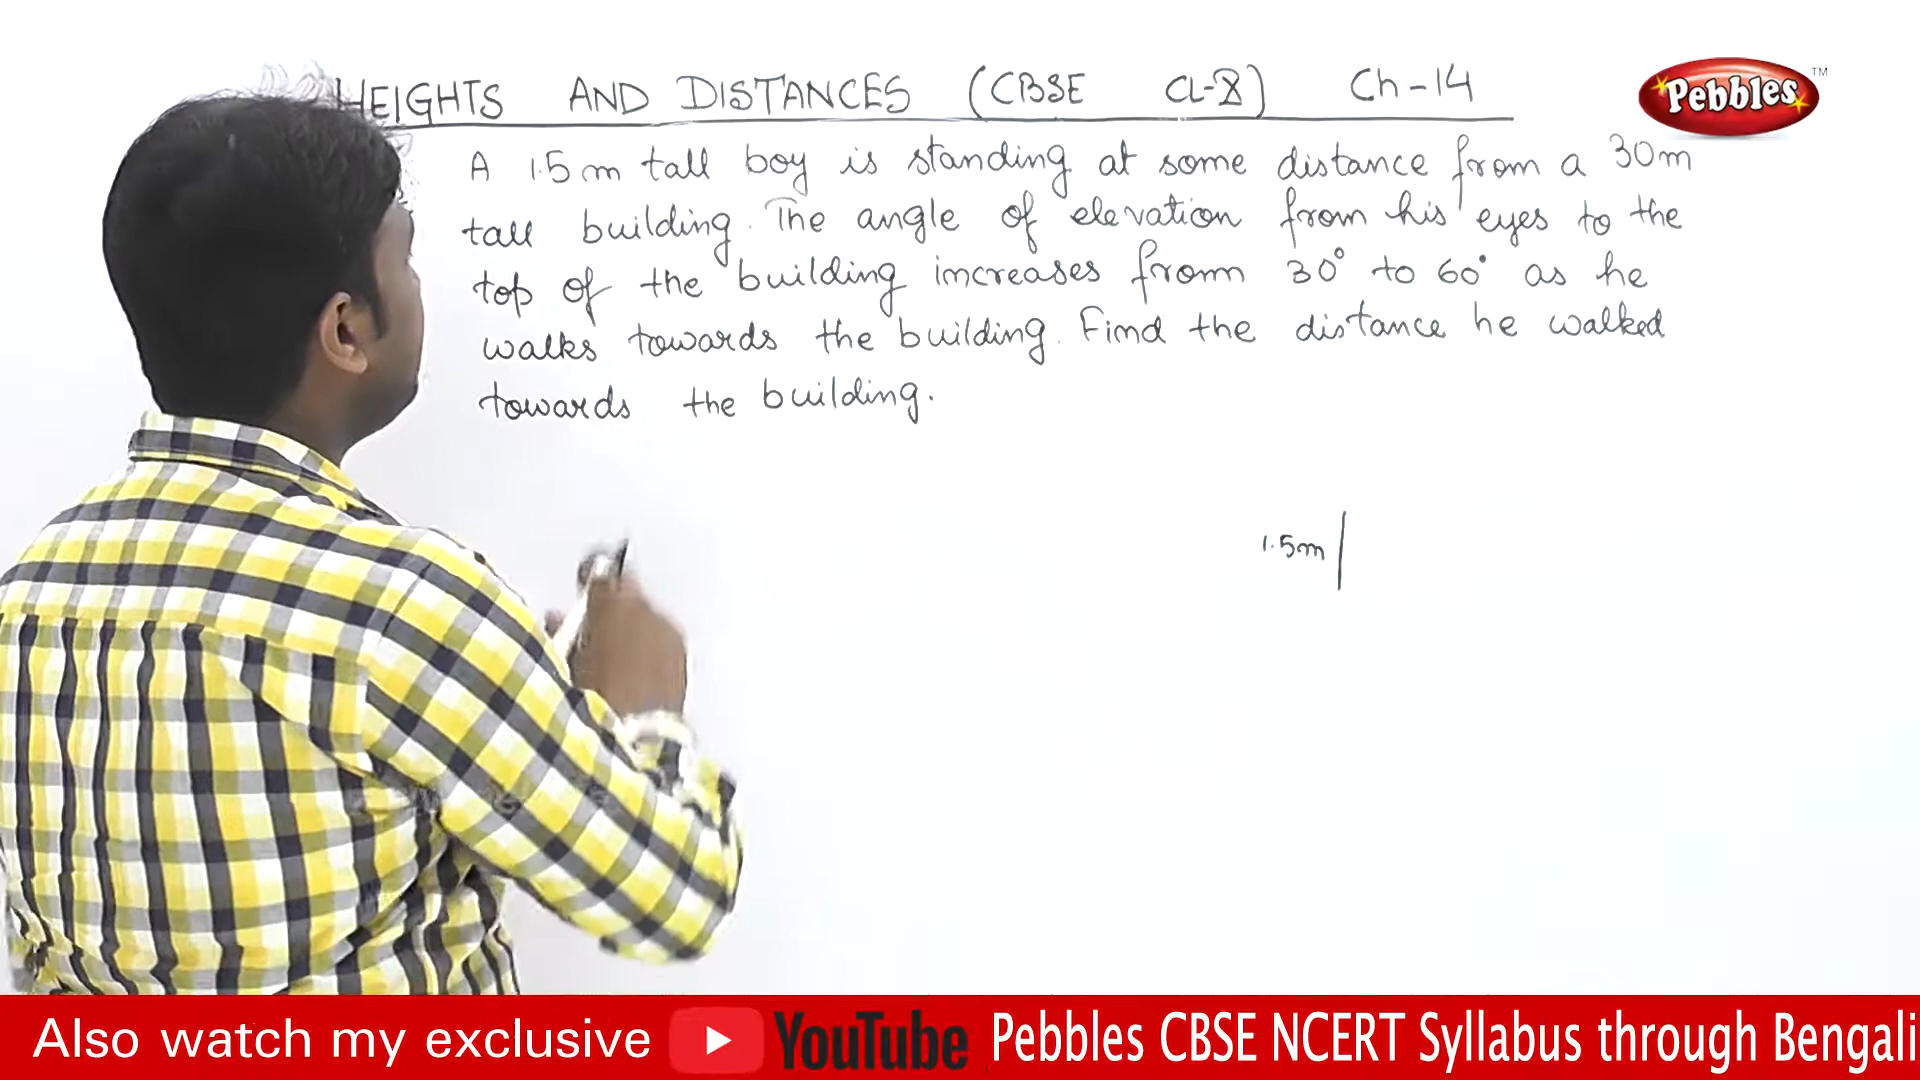 HEIGHTS AND DISTANCES (CBSE Cl-X) Ch-14
Pebbles TM
A 1.5m tall boy is standing at some distance from a 30m
tall building. The angle of elevation from his eyes to the
top of the building increases from 30° to 60° as he
walks towards the building. Find the distance he walked
towards the building.
1.5m
Also watch my exclusive YouTube Pebbles CBSE NCERT Syllabus through Bengali